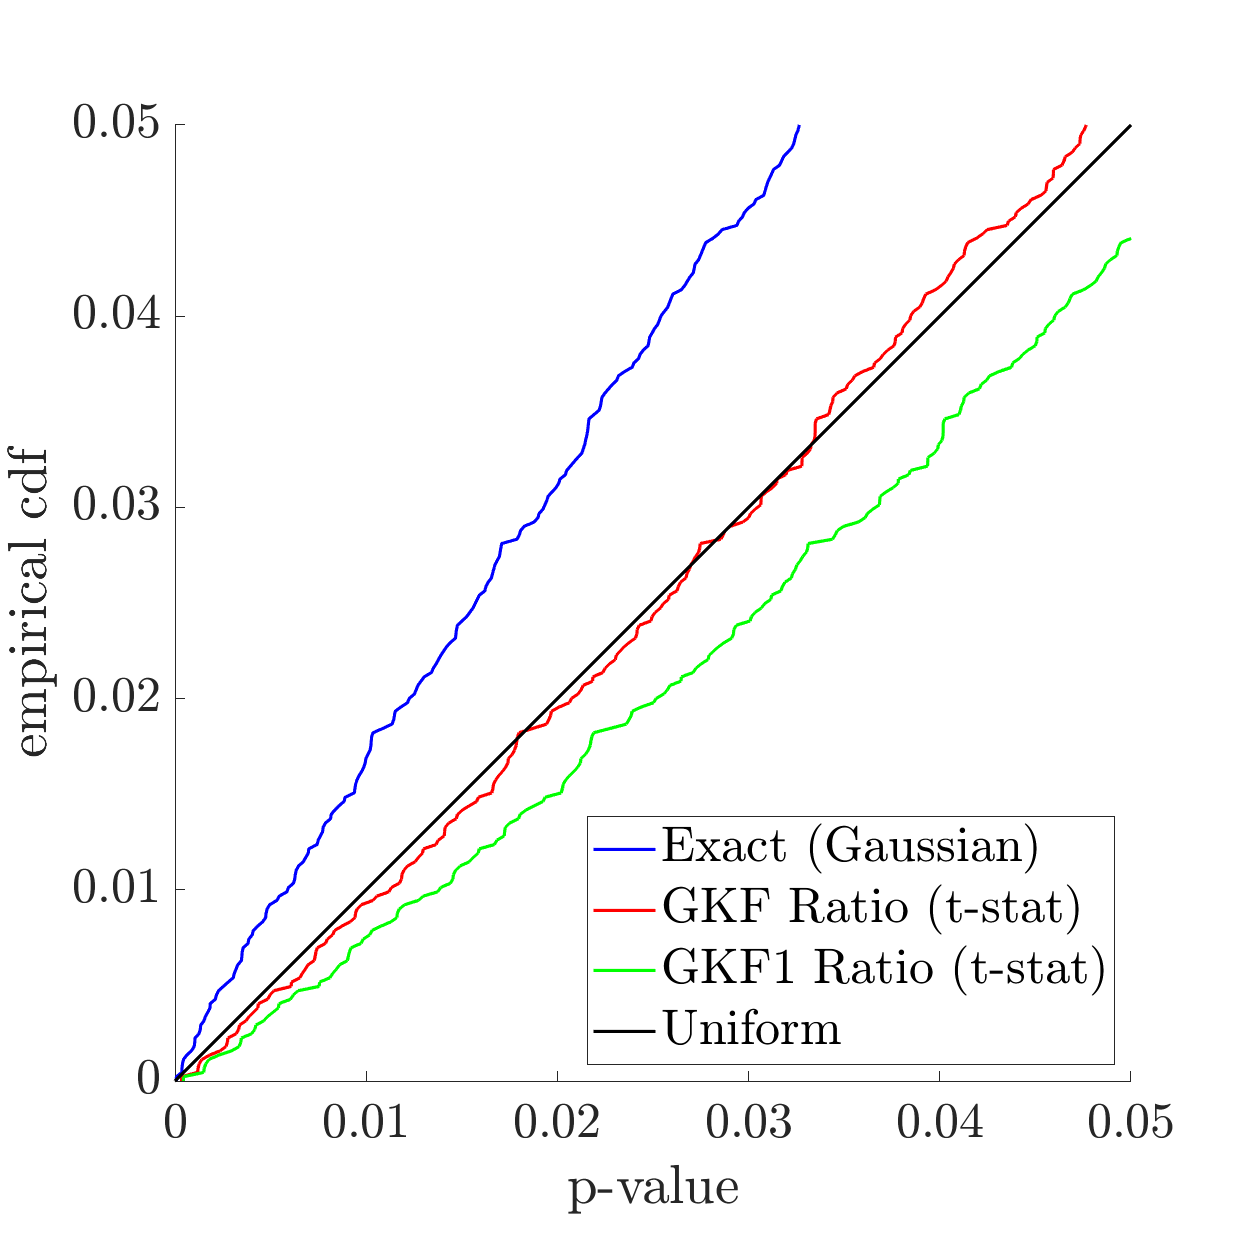 0.05
0.04
0.03
0.02
0.01
0
empirical cdf
Exact (Gaussian)
GKF Ratio (t-stat)
GKF1 Ratio (t-stat)
Uniform
0 0.01 0.02 0.03 0.04 0.05
p-value